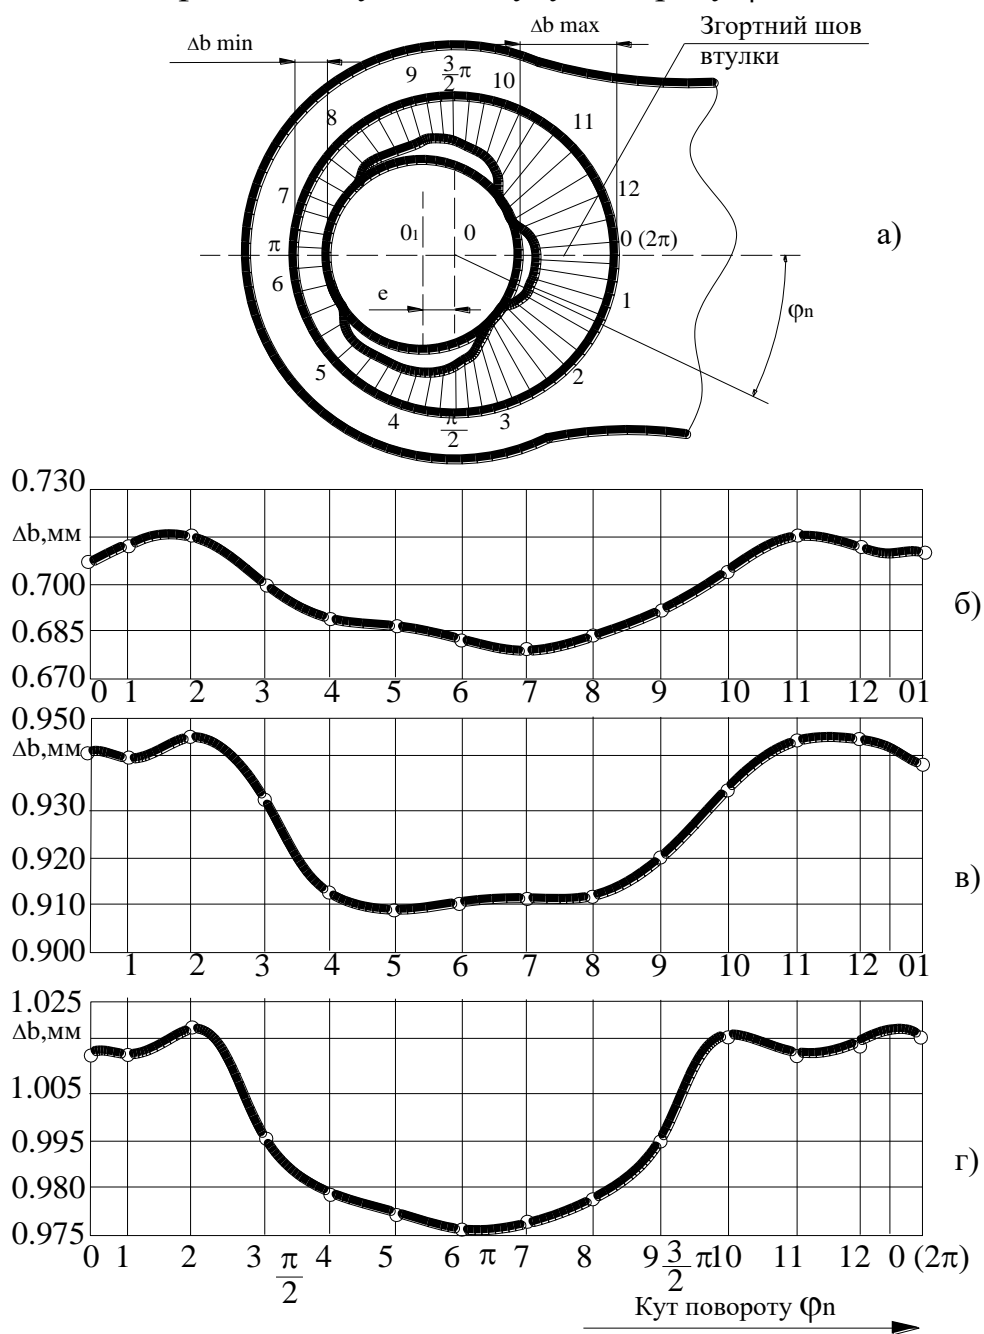 Δb min
Δb max
Згортний шов
втулки
9
3/2 π
10
8
11
7
12
π
0₁
0
0 (2π)
а)
6
e
1
φn
5
2
4
π/2
3
0.730
Δb,мм
0.700
0.685
0.670
б)
0 1 2 3 4 5 6 7 8 9 10 11 12 01
0.950
Δb,мм
0.930
0.920
0.910
0.900
в)
1 2 3 4 5 6 7 8 9 10 11 12 01
1.025
Δb,мм
1.005
0.995
0.980
0.975
г)
0 1 2 3 π/2 4 5 6 π 7 8 9 3/2 π 10 11 12 0 (2π)
Кут повороту φn